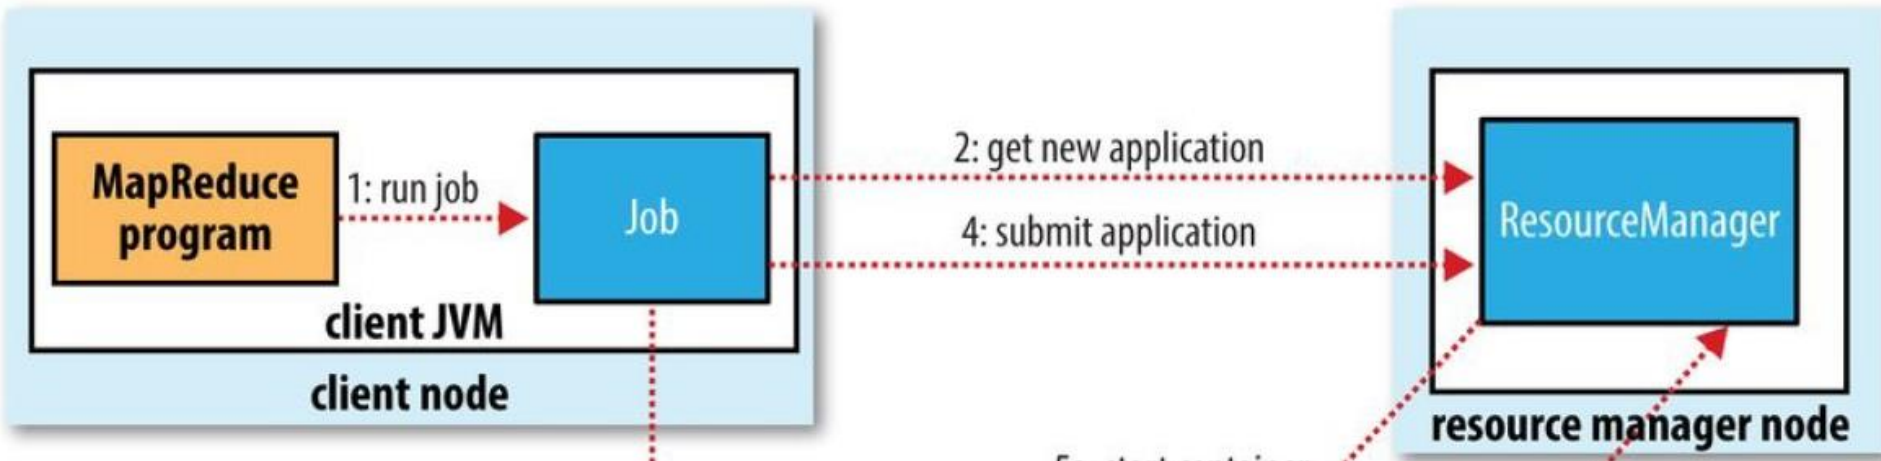 MapReduce
program
1: run job
Job
client JVM
client node
2: get new application
4: submit application
ResourceManager
resource manager node